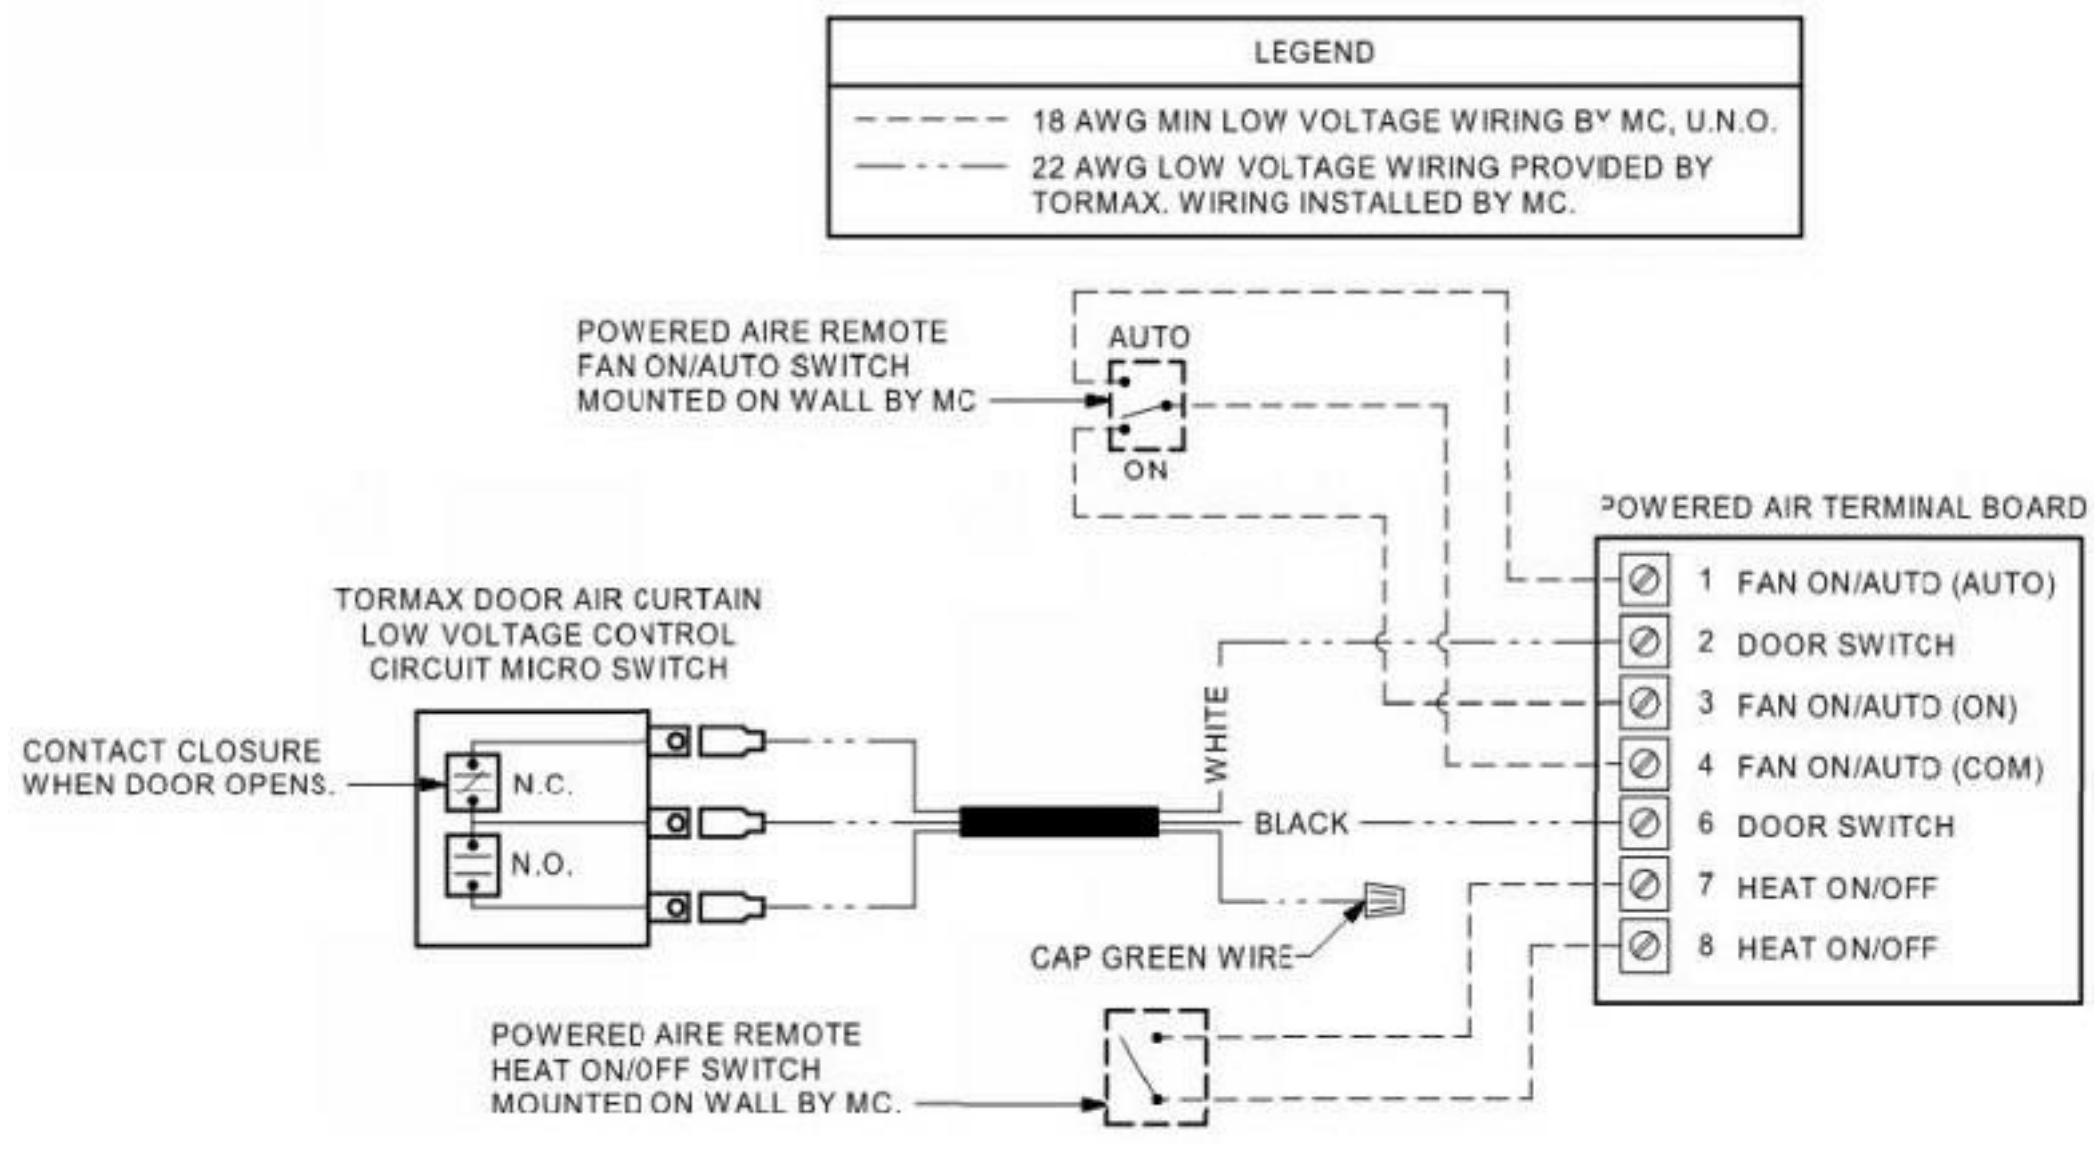 LEGEND
18 AWG MIN LOW VOLTAGE WIRING BY MC, U.N.O.
22 AWG LOW VOLTAGE WIRING PROVIDED BY
TORMAX. WIRING INSTALLED BY MC.
POWERED AIRE REMOTE
FAN ON/AUTO SWITCH
MOUNTED ON WALL BY MC
AUTO
ON
POWERED AIR TERMINAL BOARD
1 FAN ON/AUTO (AUTO)
2 DOOR SWITCH
3 FAN ON/AUTO (ON)
4 FAN ON/AUTO (COM)
6 DOOR SWITCH
7 HEAT ON/OFF
8 HEAT ON/OFF
TORMAX DOOR AIR CURTAIN
LOW VOLTAGE CONTROL
CIRCUIT MICRO SWITCH
CONTACT CLOSURE
WHEN DOOR OPENS.
N.C.
N.O.
WHITE
BLACK
CAP GREEN WIRE
POWERED AIRE REMOTE
HEAT ON/OFF SWITCH
MOUNTED ON WALL BY MC.